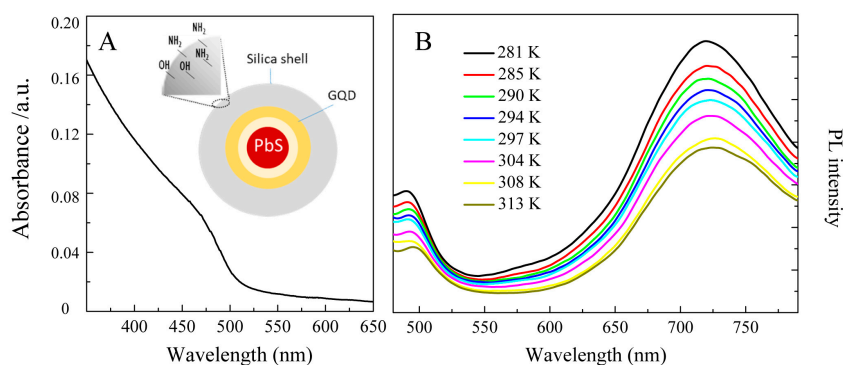 A
0.20
0.16
0.12
0.08
0.04
0
Absorbance /a.u.
400 450 500 550 600 650
Wavelength (nm)
NH2
NH2
NH2
OH
OH
Silica shell
GQD
PbS
B
281 K
285 K
290 K
294 K
297 K
304 K
308 K
313 K
500 550 600 650 700 750
Wavelength (nm)
PL intensity